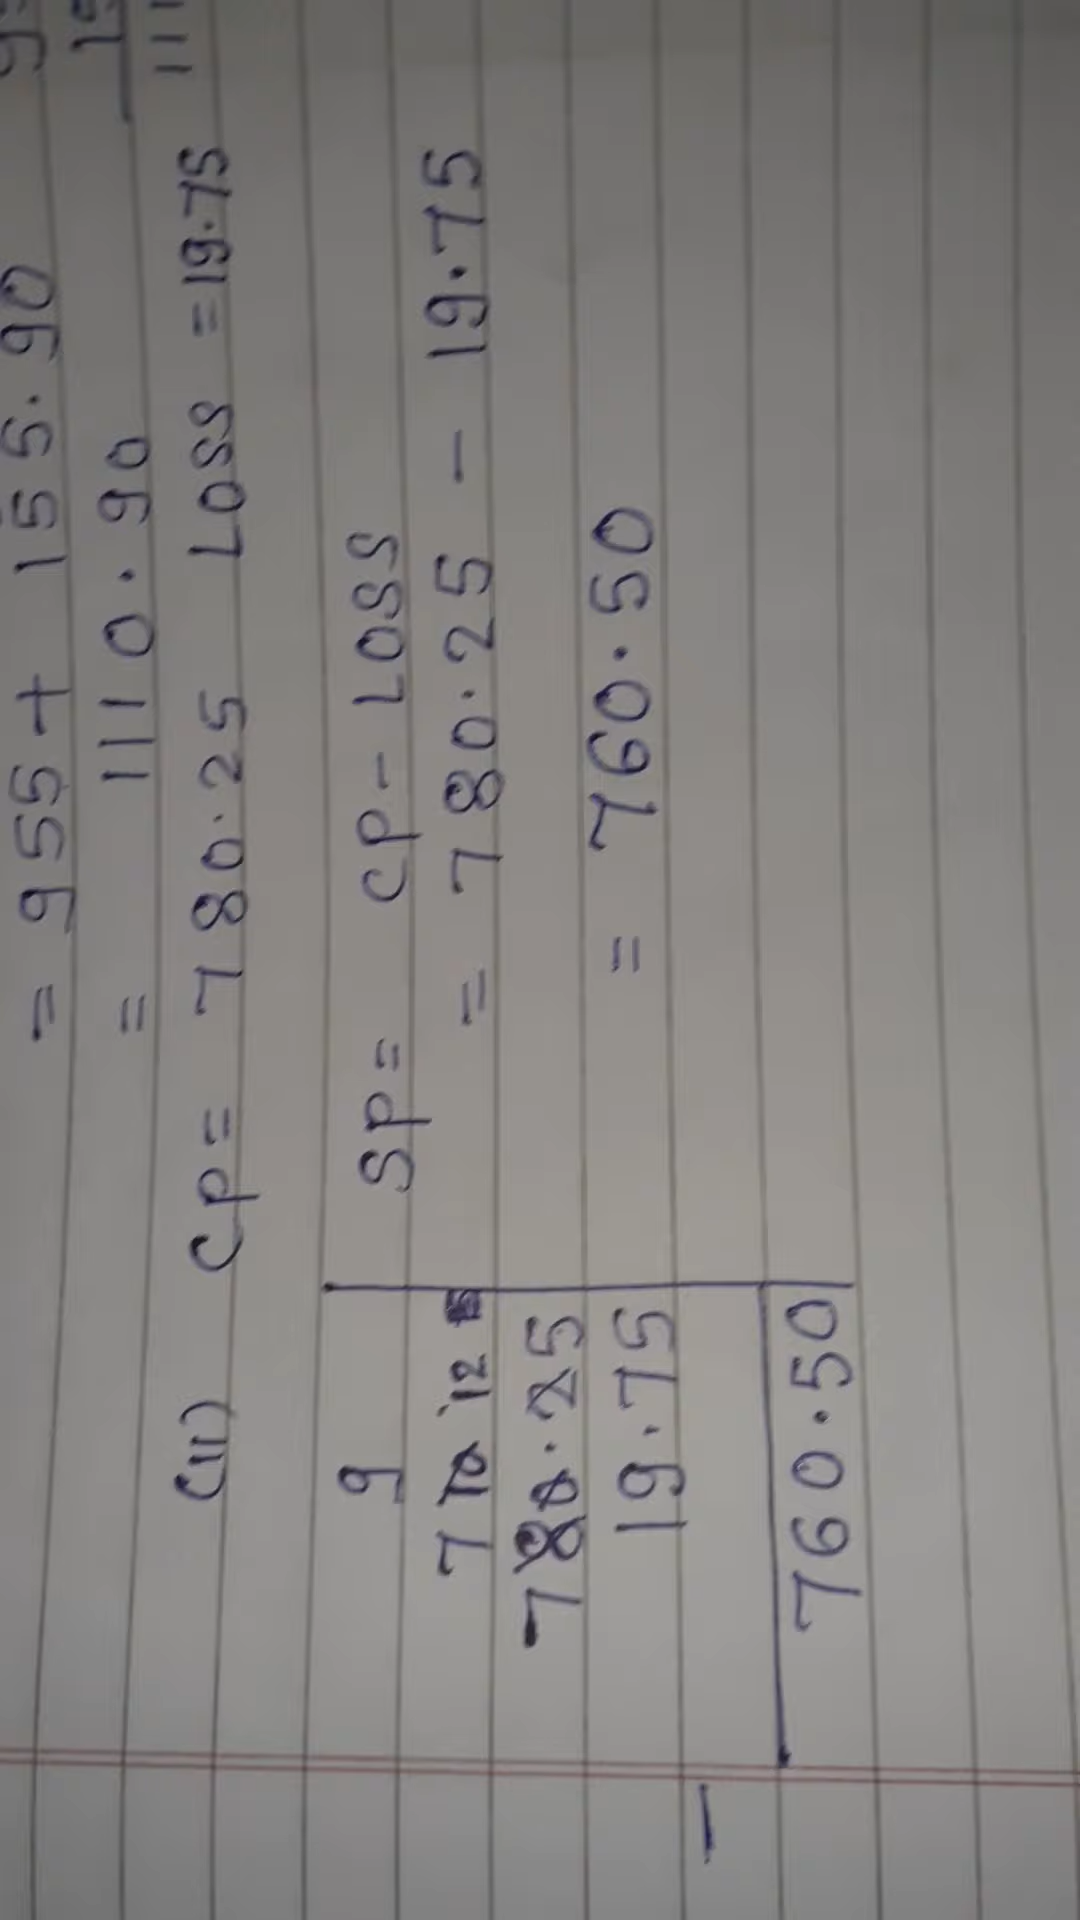 = 955 + 155.90
= 1110.90
(ii) CP = 780.25 LOSS = 19.75
SP = CP - LOSS
= 780.25 - 19.75
= 760.50
9
7 10 12
780.25
19.75
-
760.50